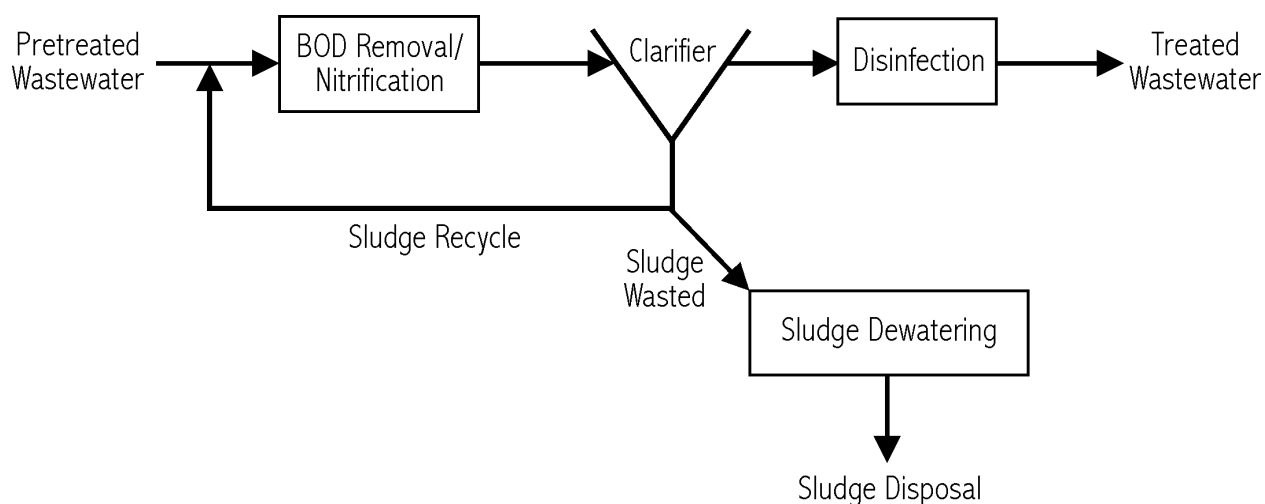 Pretreated
Wastewater
BOD Removal/
Nitrification
Clarifier
Disinfection
Treated
Wastewater
Sludge Recycle
Sludge
Wasted
Sludge Dewatering
Sludge Disposal